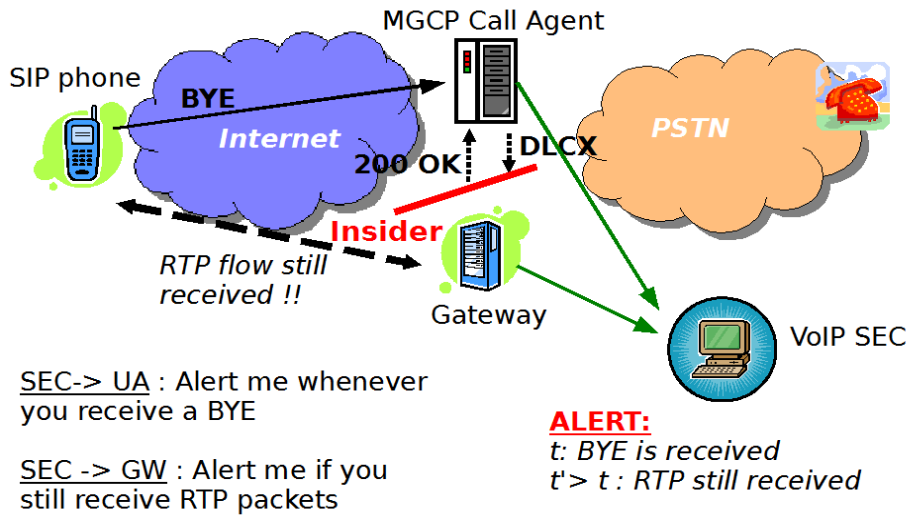 MGCP Call Agent
SIP phone
BYE
Internet
PSTN
200 OK
DLCX
Insider
RTP flow still
received !!
Gateway
VoIP SEC
SEC-> UA : Alert me whenever
you receive a BYE
SEC -> GW : Alert me if you
still receive RTP packets
ALERT:
t: BYE is received
t'> t : RTP still received